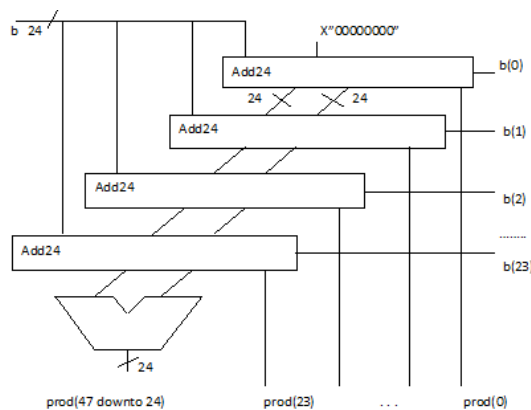 b 24
X"00000000"
Add24
b(0)
24
24
Add24
b(1)
Add24
b(2)
........
Add24
b(23)
24
prod(47 downto 24)
prod(23)
. . .
prod(0)